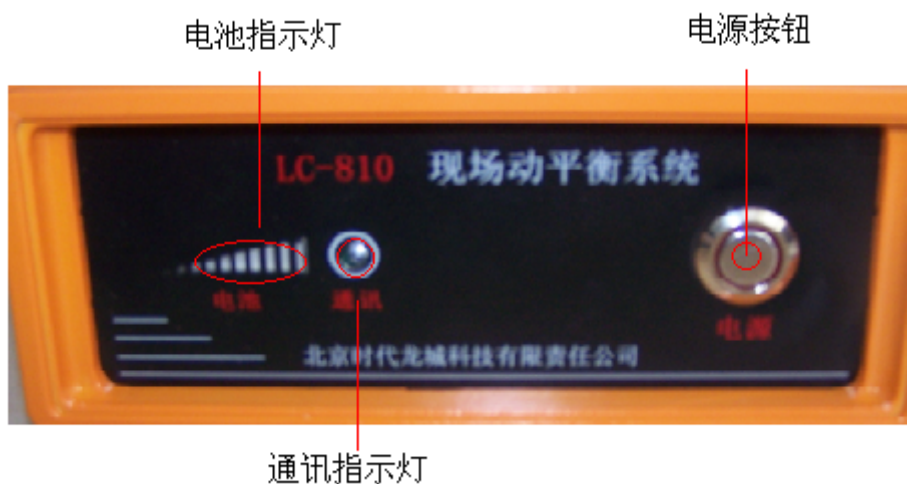 电池指示灯
电源按钮
LC-810 现场动平衡系统
电池
通讯
电源
北京时代龙城科技有限责任公司
通讯指示灯